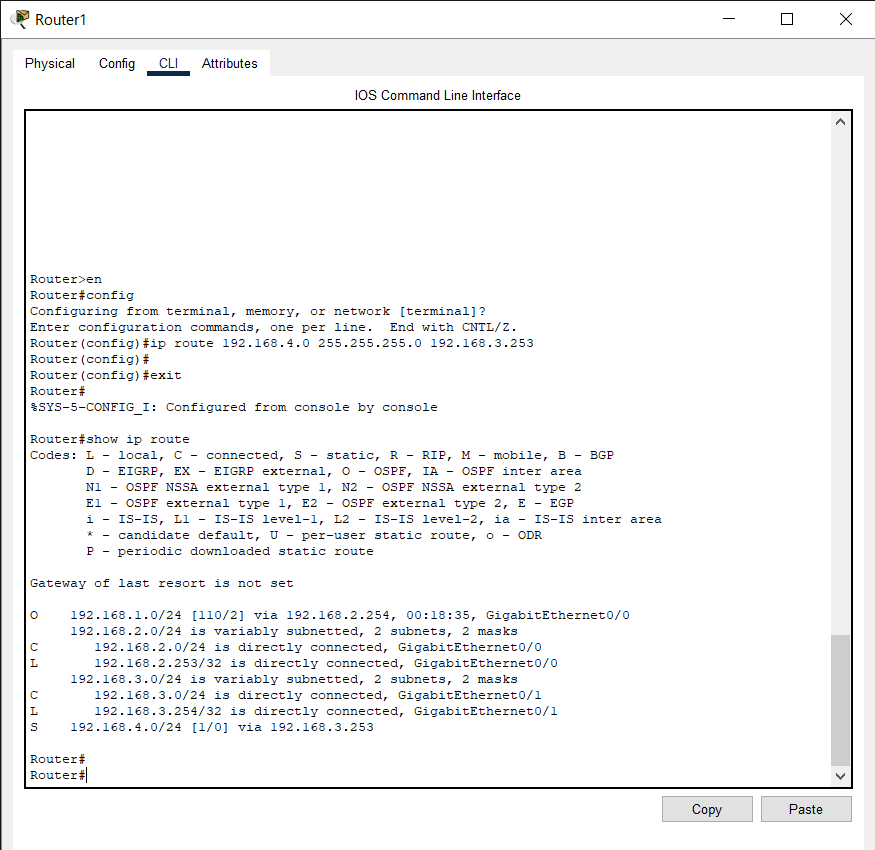 Router1
Physical Config CLI Attributes
IOS Command Line Interface
Router>en
Router#config
Configuring from terminal, memory, or network [terminal]?
Enter configuration commands, one per line.  End with CNTL/Z.
Router(config)#ip route 192.168.4.0 255.255.255.0 192.168.3.253
Router(config)#
Router(config)#exit
Router#
%SYS-5-CONFIG_I: Configured from console by console
Router#show ip route
Codes: L - local, C - connected, S - static, R - RIP, M - mobile, B - BGP
       D - EIGRP, EX - EIGRP external, O - OSPF, IA - OSPF inter area
       N1 - OSPF NSSA external type 1, N2 - OSPF NSSA external type 2
       E1 - OSPF external type 1, E2 - OSPF external type 2, E - EGP
       i - IS-IS, L1 - IS-IS level-1, L2 - IS-IS level-2, ia - IS-IS inter area
       * - candidate default, U - per-user static route, o - ODR
       P - periodic downloaded static route
Gateway of last resort is not set
O    192.168.1.0/24 [110/2] via 192.168.2.254, 00:18:35, GigabitEthernet0/0
     192.168.2.0/24 is variably subnetted, 2 subnets, 2 masks
C       192.168.2.0/24 is directly connected, GigabitEthernet0/0
L       192.168.2.253/32 is directly connected, GigabitEthernet0/0
     192.168.3.0/24 is variably subnetted, 2 subnets, 2 masks
C       192.168.3.0/24 is directly connected, GigabitEthernet0/1
L       192.168.3.254/32 is directly connected, GigabitEthernet0/1
S    192.168.4.0/24 [1/0] via 192.168.3.253
Router#
Router#
Copy Paste